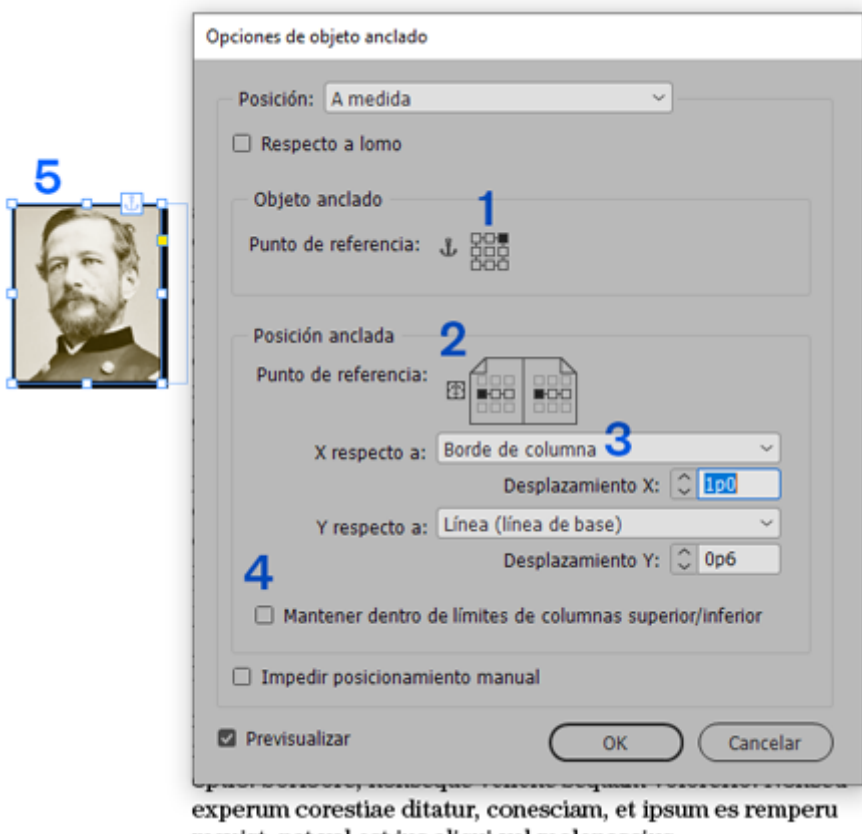 Opciones de objeto anclado
Posición: A medida
Respecto a lomo
5
Objeto anclado
1
Punto de referencia:
Posición anclada
2
Punto de referencia:
X respecto a: Borde de columna 3
Desplazamiento X: 1p0
Y respecto a: Línea (línea de base)
Desplazamiento Y: 0p6
4
Mantener dentro de límites de columnas superior/inferior
Impedir posicionamiento manual
Previsualizar OK Cancelar
experum corestiae ditatur, conesciam, et ipsum es remperu